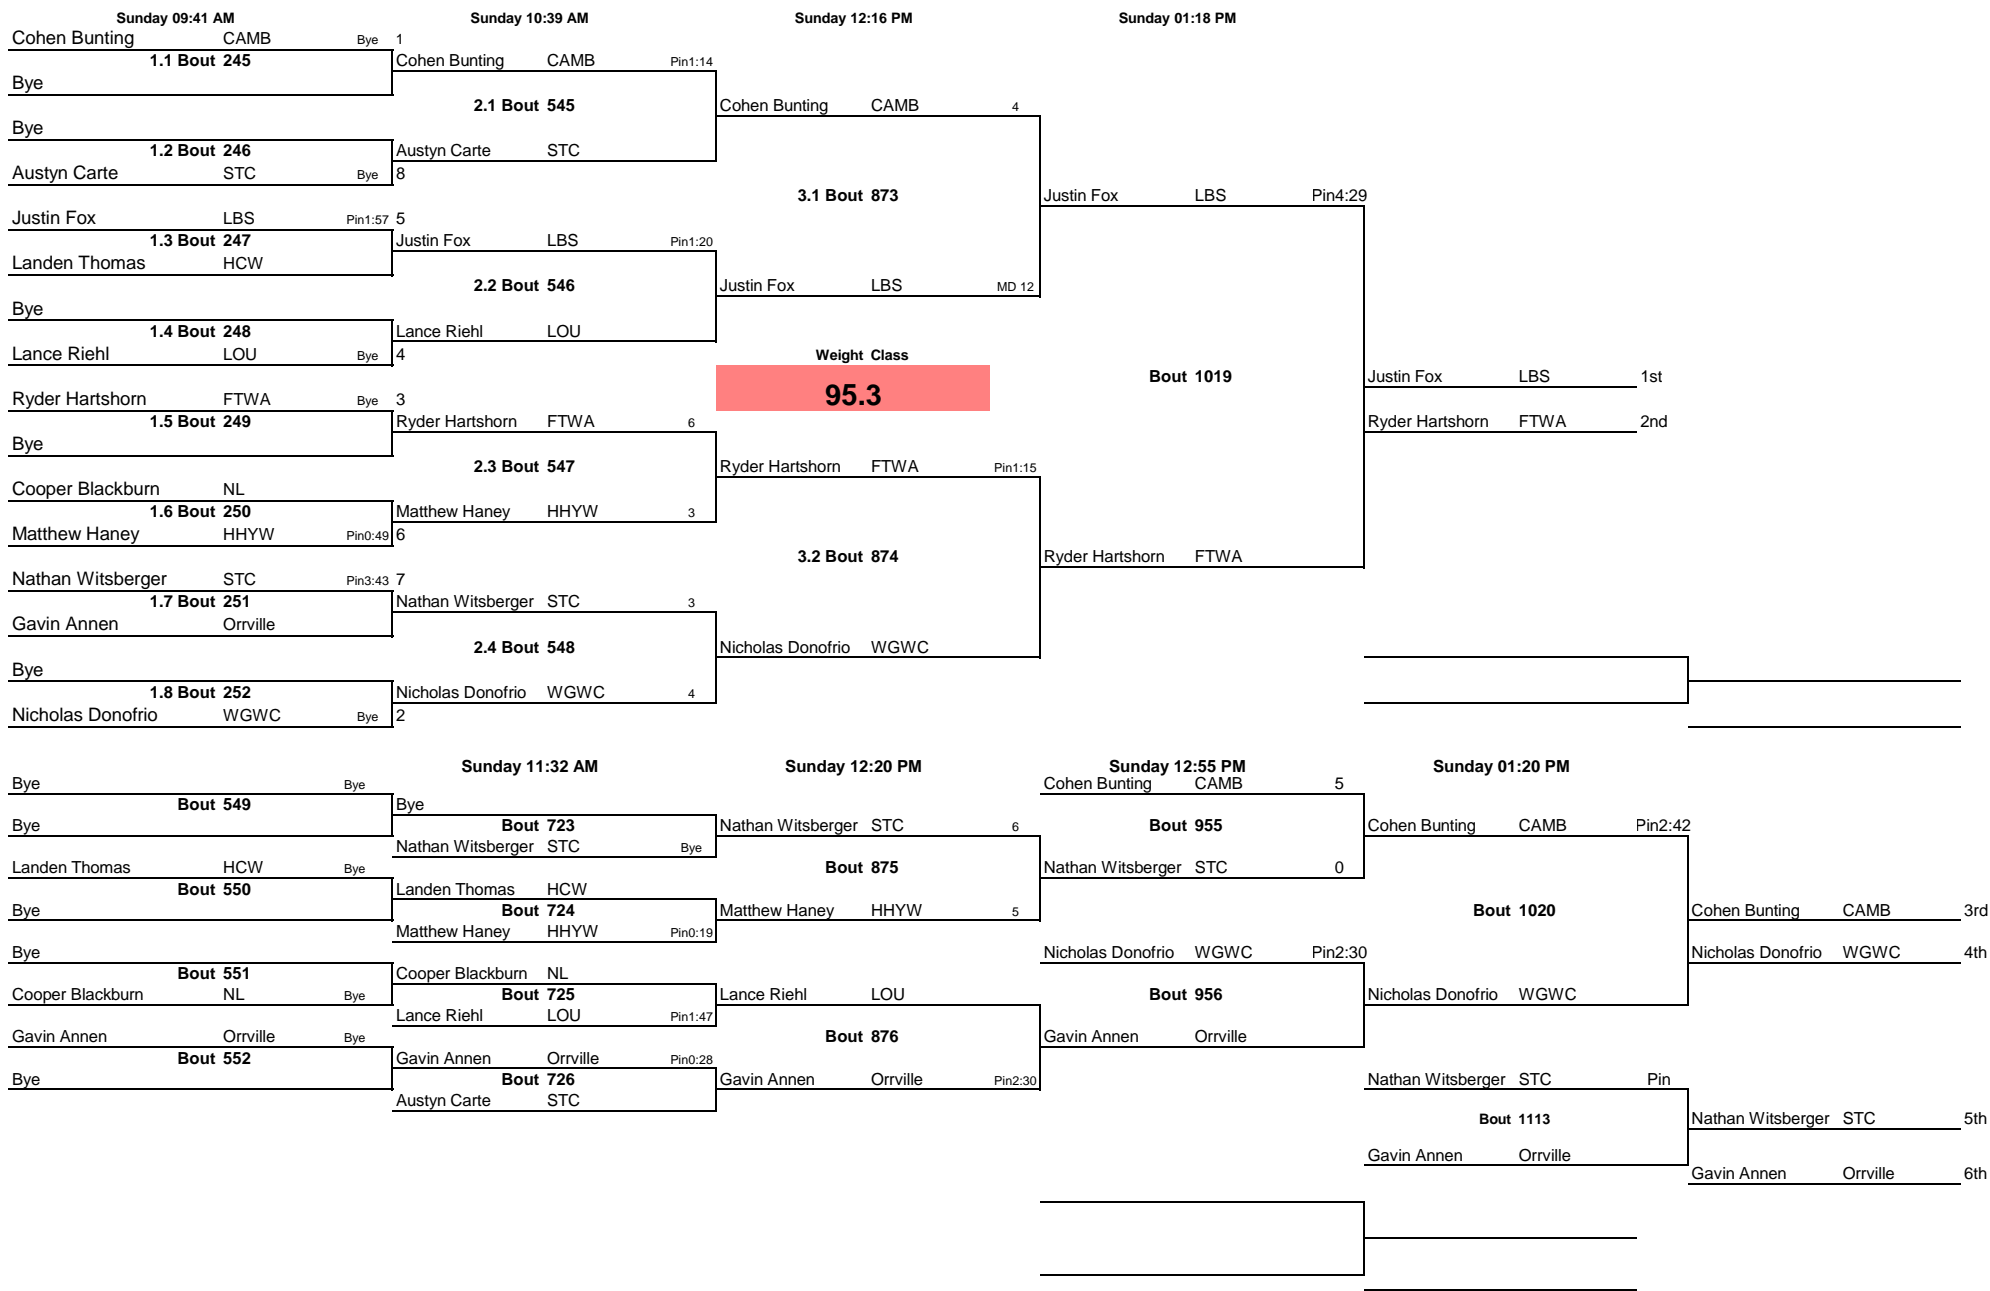 Sunday 09:41 AM Sunday 10:39 AM Sunday 12:16 PM Sunday 01:18 PM
Cohen Bunting CAMB Bye 1
1.1 Bout 245 Cohen Bunting CAMB Pin1:14
Bye
2.1 Bout 545 Cohen Bunting CAMB 4
Bye
1.2 Bout 246 Austyn Carte STC
Austyn Carte STC Bye 8
3.1 Bout 873 Justin Fox LBS Pin4:29
Justin Fox LBS Pin1:57 5
1.3 Bout 247 Justin Fox LBS Pin1:20
Landen Thomas HCW
2.2 Bout 546 Justin Fox LBS MD 12
Bye
1.4 Bout 248 Lance Riehl LOU
Lance Riehl LOU Bye 4 Weight Class
Bout 1019 Justin Fox LBS 1st
Ryder Hartshorn FTWA Bye 3 95.3
1.5 Bout 249 Ryder Hartshorn FTWA 6 Ryder Hartshorn FTWA 2nd
Bye
2.3 Bout 547 Ryder Hartshorn FTWA Pin1:15
Cooper Blackburn NL
1.6 Bout 250 Matthew Haney HHYW 3
Matthew Haney HHYW Pin0:49 6
3.2 Bout 874 Ryder Hartshorn FTWA
Nathan Witsberger STC Pin3:43 7
1.7 Bout 251 Nathan Witsberger STC 3
Gavin Annen Orrville
2.4 Bout 548 Nicholas Donofrio WGWC
Bye
1.8 Bout 252 Nicholas Donofrio WGWC 4
Nicholas Donofrio WGWC Bye 2
Sunday 11:32 AM Sunday 12:20 PM Sunday 12:55 PM Sunday 01:20 PM
Bye Bye Cohen Bunting CAMB 5
Bout 549 Bye
Bye Bout 723 Nathan Witsberger STC 6 Bout 955 Cohen Bunting CAMB Pin2:42
Nathan Witsberger STC Bye
Landen Thomas HCW Bye Bout 875 Nathan Witsberger STC 0
Bout 550 Landen Thomas HCW
Bye Bout 724 Matthew Haney HHYW 5 Bout 1020 Cohen Bunting CAMB 3rd
Matthew Haney HHYW Pin0:19
Bye Nicholas Donofrio WGWC Pin2:30 Nicholas Donofrio WGWC 4th
Bout 551 Cooper Blackburn NL
Cooper Blackburn NL Bye Bout 725 Lance Riehl LOU Bout 956 Nicholas Donofrio WGWC
Lance Riehl LOU Pin1:47
Gavin Annen Orrville Bye Bout 876 Gavin Annen Orrville
Bout 552 Gavin Annen Orrville Pin0:28
Bye Bout 726 Gavin Annen Orrville Pin2:30 Nathan Witsberger STC Pin
Austyn Carte STC
Bout 1113 Nathan Witsberger STC 5th
Gavin Annen Orrville
Gavin Annen Orrville 6th